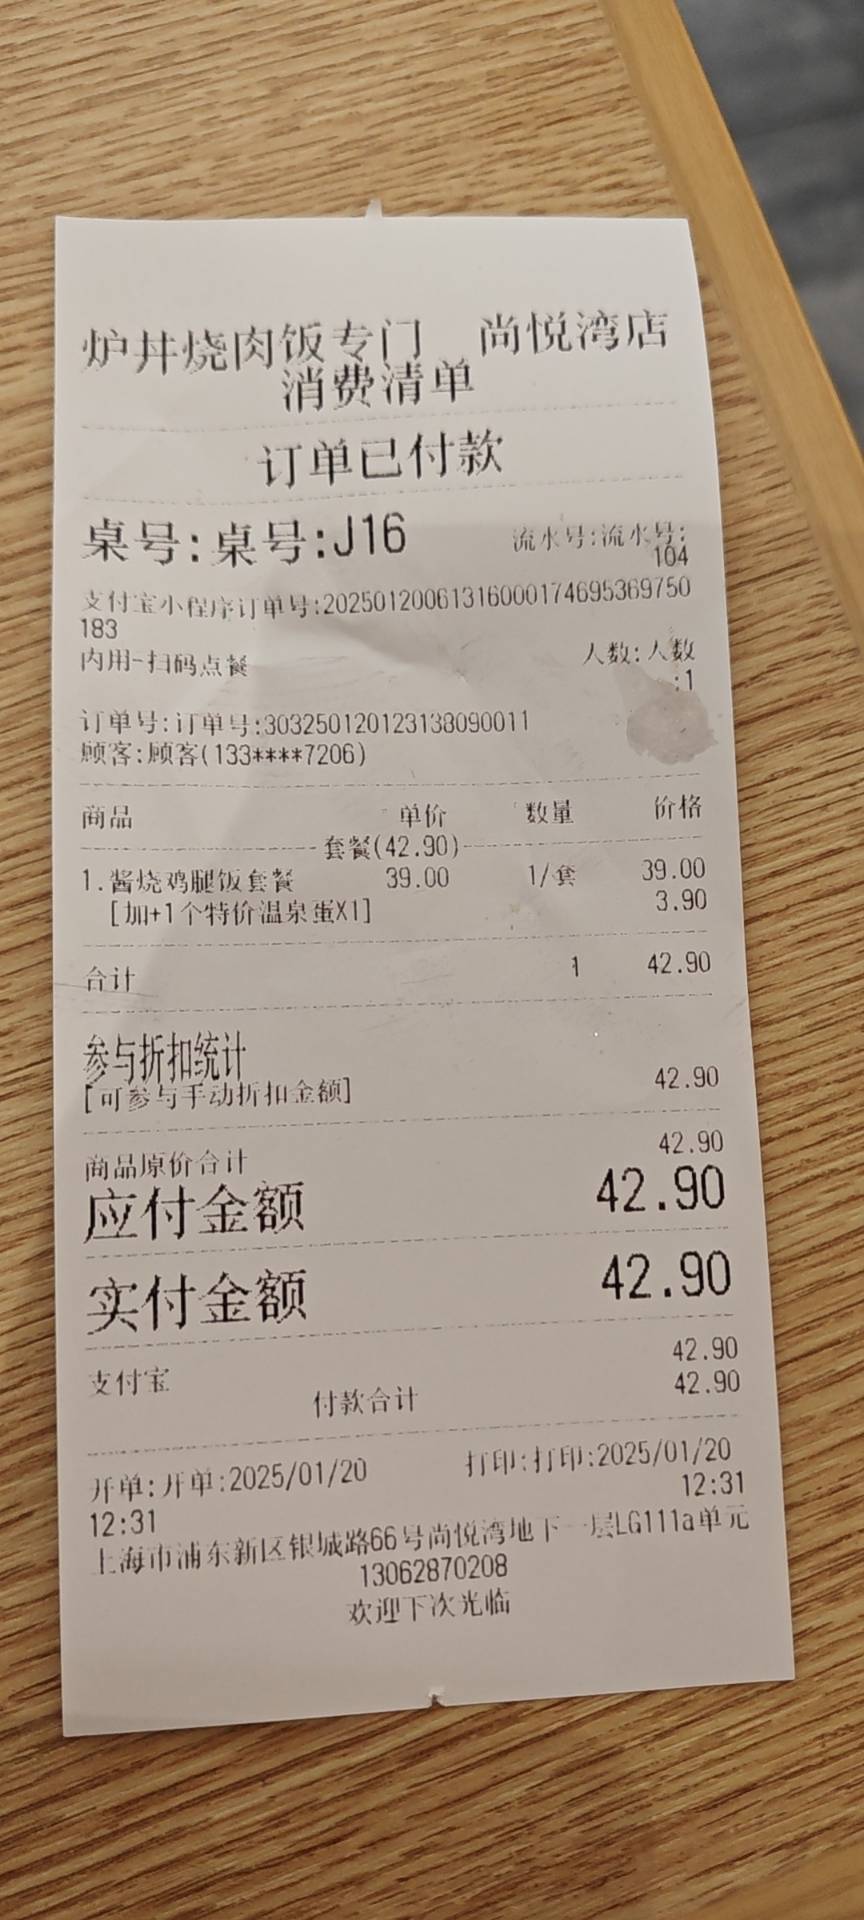 炉井烧肉饭专门　尚悦湾店
消费清单
订单已付款
桌号:桌号:J16 流水号:流水号:
104
支付宝小程序订单号:2025012006131600017469536 9750
183
内用-扫码点餐 人数:人数
:1
订单号:订单号:303250120123138090011
顾客:顾客(133****7206)
商品 单价 数量 价格
套餐(42.90)
1.酱烧鸡腿饭套餐 39.00 1/套 39.00
[加+1个特价温泉蛋X1] 3.90
合计 1 42.90
参与折扣统计
[可参与手动折扣金额] 42.90
商品原价合计 42.90
应付金额 42.90
实付金额 42.90
支付宝 42.90
付款合计 42.90
开单:开单:2025/01/20 打印:打印:2025/01/20
12:31 12:31
上海市浦东新区银城路66号尚悦湾地下一层LG111a单元
13062870208
欢迎下次光临